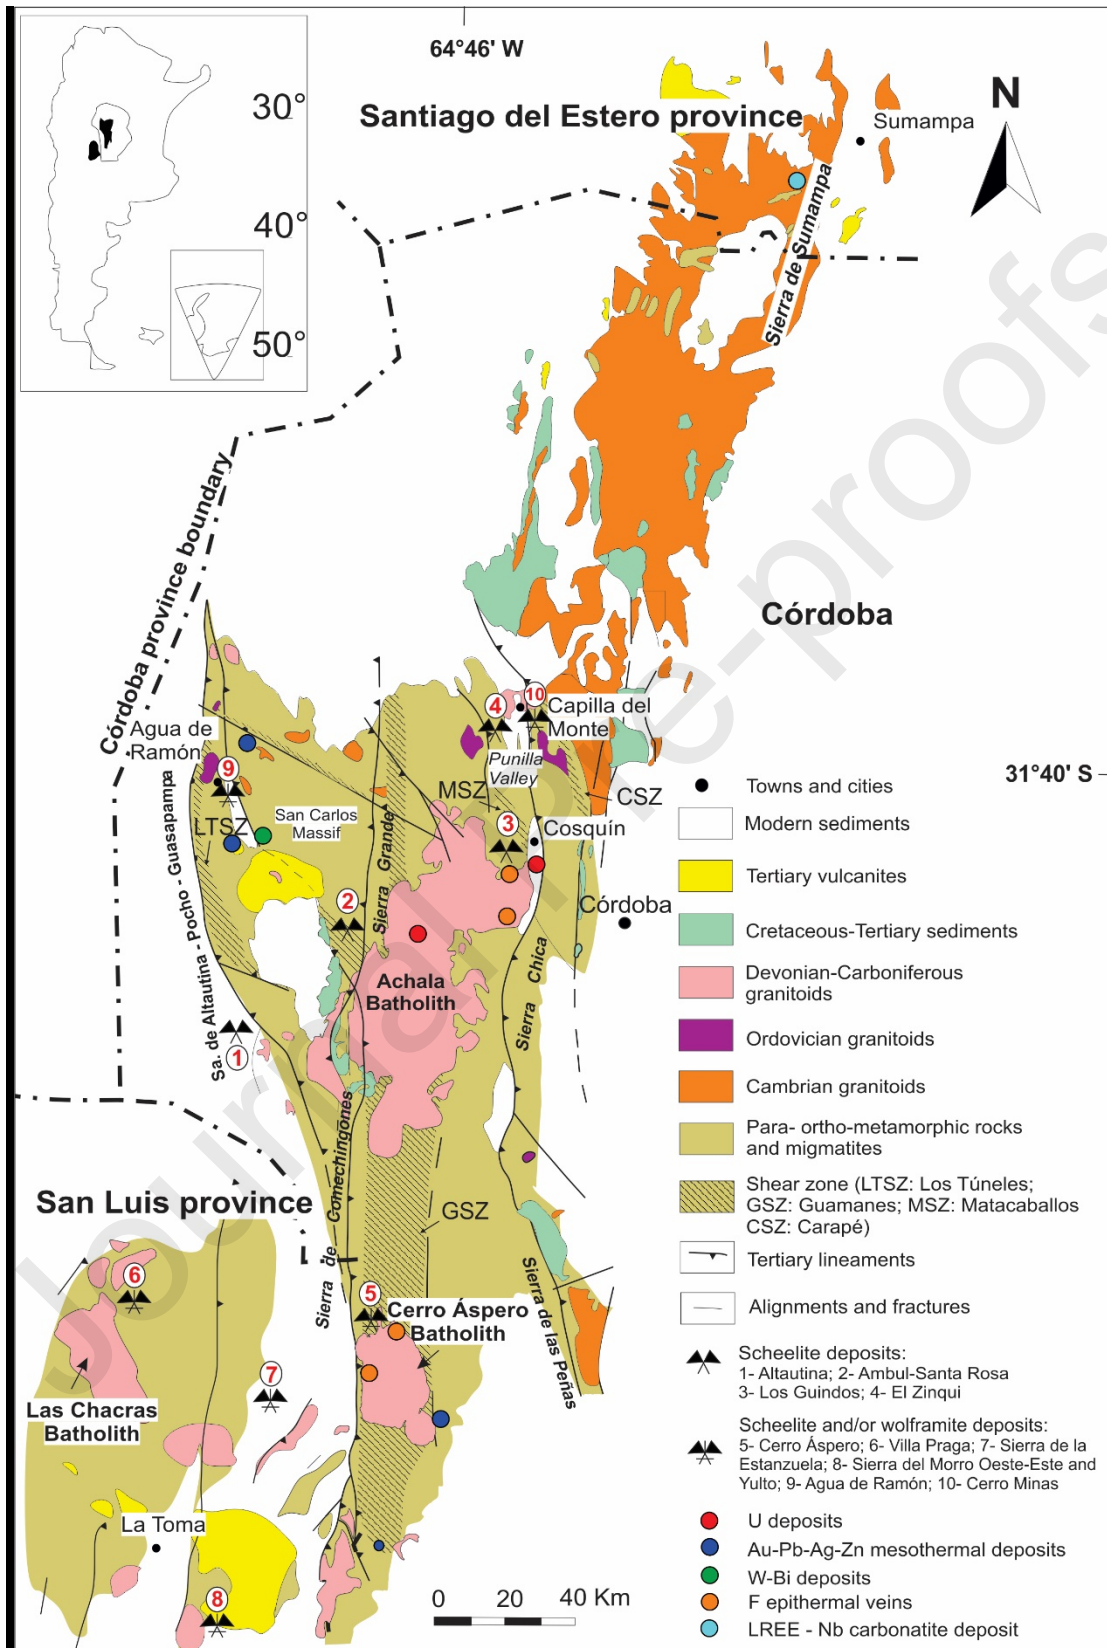 64°46' W
30°
40°
50°
Santiago del Estero province
Sumampa
N
Sierra de Sumampa
Córdoba province boundary
Córdoba
Agua de
Ramón
9
4
10
Capilla del
Monte
Punilla
Valley
31°40' S
MSZ
CSZ
LTSZ
San Carlos
Massif
3
Cosquín
Sierra Grande
2
Córdoba
Sa. de Altautina - Pocho - Guasapampa
Achala
Batholith
Sierra Chica
1
Sierra de Comechingones
San Luis province
GSZ
6
5
Cerro Áspero
Batholith
Sierra de las Peñas
7
Las Chacras
Batholith
La Toma
8
0 20 40 Km
Towns and cities
Modern sediments
Tertiary vulcanites
Cretaceous-Tertiary sediments
Devonian-Carboniferous
granitoids
Ordovician granitoids
Cambrian granitoids
Para- ortho-metamorphic rocks
and migmatites
Shear zone (LTSZ: Los Túneles;
GSZ: Guamanes; MSZ: Matacaballos
CSZ: Carapé)
Tertiary lineaments
Alignments and fractures
Scheelite deposits:
1- Altautina; 2- Ambul-Santa Rosa
3- Los Guindos; 4- El Zinqui
Scheelite and/or wolframite deposits:
5- Cerro Áspero; 6- Villa Praga; 7- Sierra de la
Estanzuela; 8- Sierra del Morro Oeste-Este and
Yulto; 9- Agua de Ramón; 10- Cerro Minas
U deposits
Au-Pb-Ag-Zn mesothermal deposits
W-Bi deposits
F epithermal veins
LREE - Nb carbonatite deposit
Journal Pre-proofs